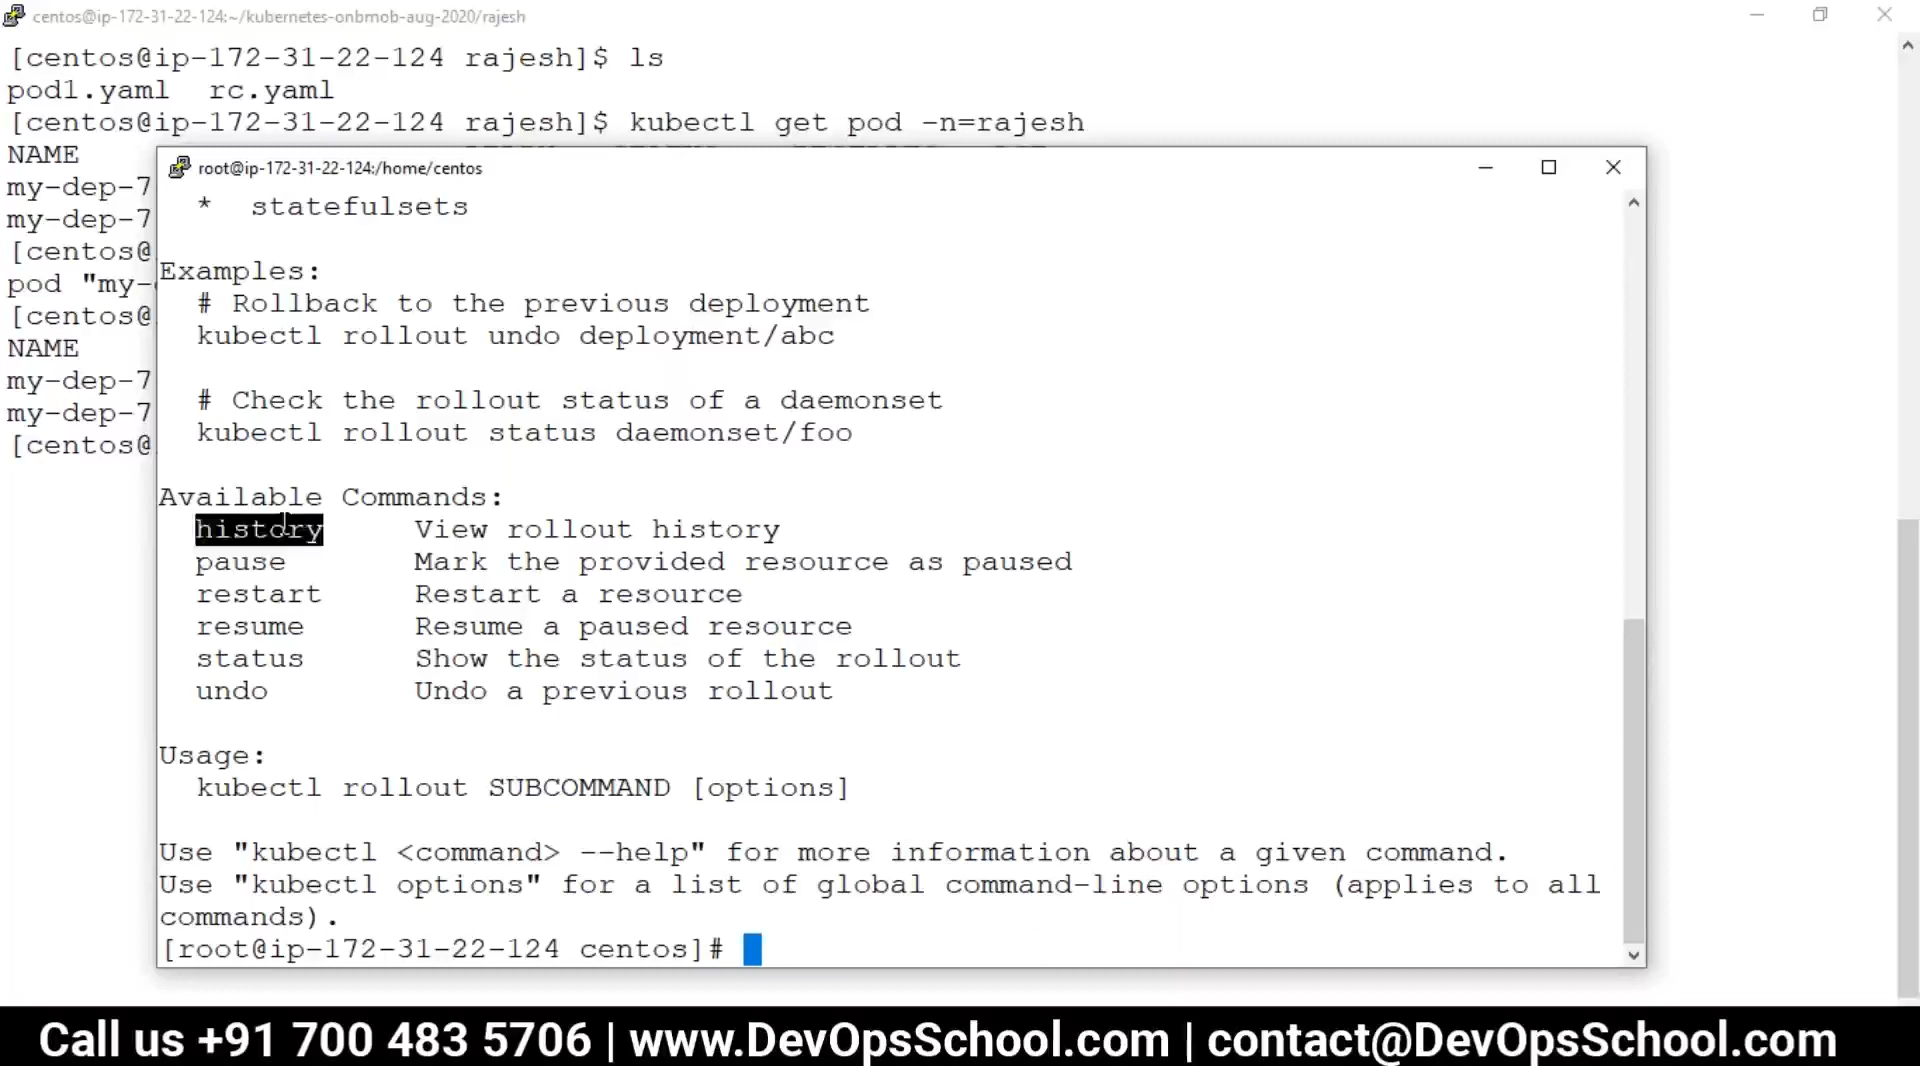 centos@ip-172-31-22-124:~/kubernetes-onbmob-aug-2020/rajesh
[centos@ip-172-31-22-124 rajesh]$ ls
pod1.yaml  rc.yaml
[centos@ip-172-31-22-124 rajesh]$ kubectl get pod -n=rajesh
NAME
my-dep-7
my-dep-7
[centos@
pod "my-
[centos@
NAME
my-dep-7
my-dep-7
[centos@
root@ip-172-31-22-124:/home/centos
* statefulsets
Examples:
# Rollback to the previous deployment
kubectl rollout undo deployment/abc
# Check the rollout status of a daemonset
kubectl rollout status daemonset/foo
Available Commands:
history View rollout history
pause Mark the provided resource as paused
restart Restart a resource
resume Resume a paused resource
status Show the status of the rollout
undo Undo a previous rollout
Usage:
kubectl rollout SUBCOMMAND [options]
Use "kubectl <command> --help" for more information about a given command.
Use "kubectl options" for a list of global command-line options (applies to all
commands).
[root@ip-172-31-22-124 centos]#
Call us +91 700 483 5706 | www.DevOpsSchool.com | contact@DevOpsSchool.com